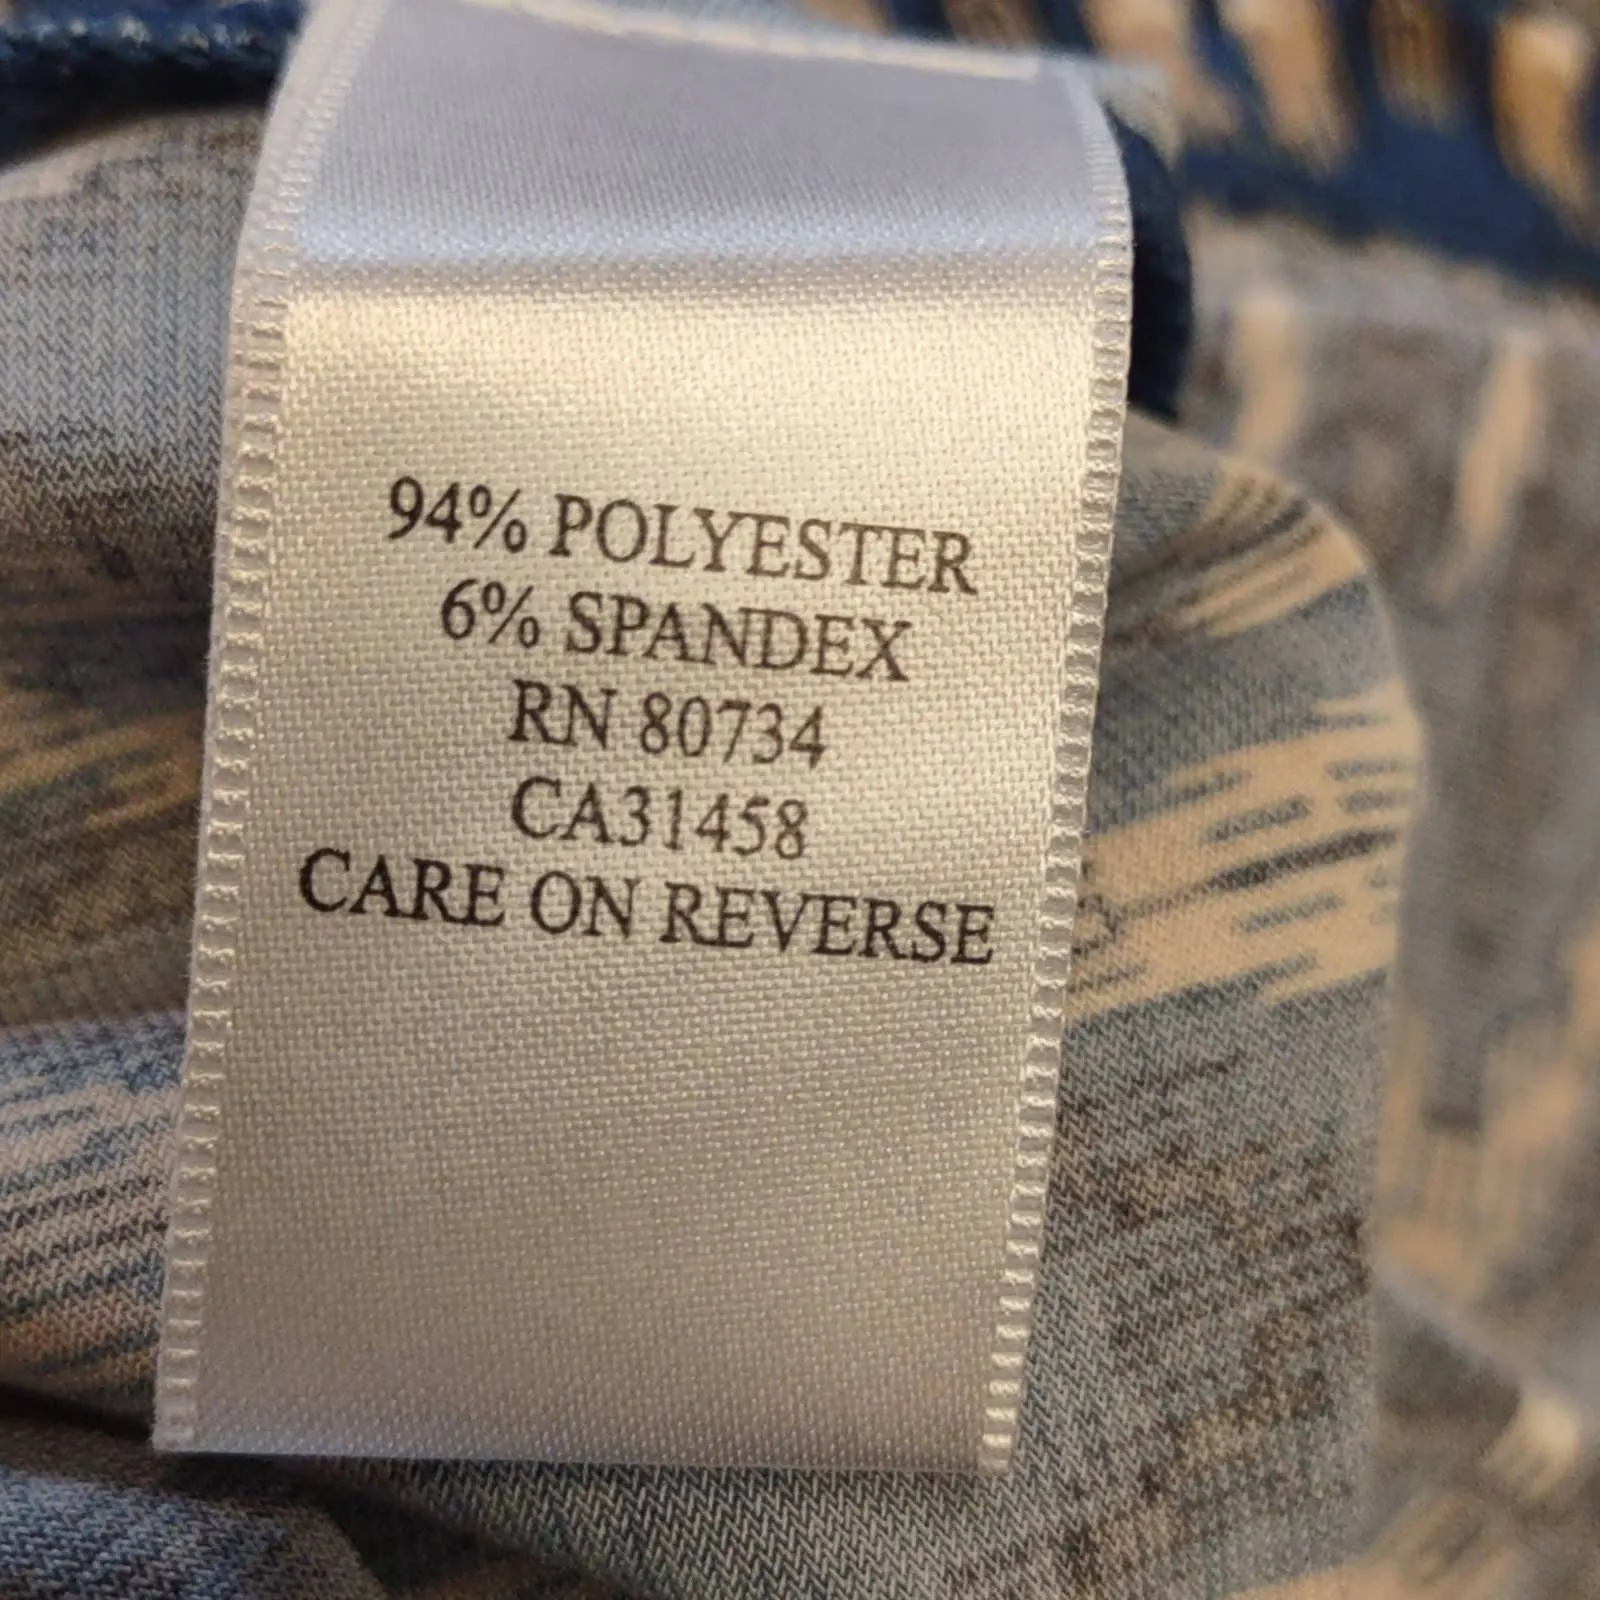 94% POLYESTER
6% SPANDEX
RN 80734
CA31458
CARE ON REVERSE